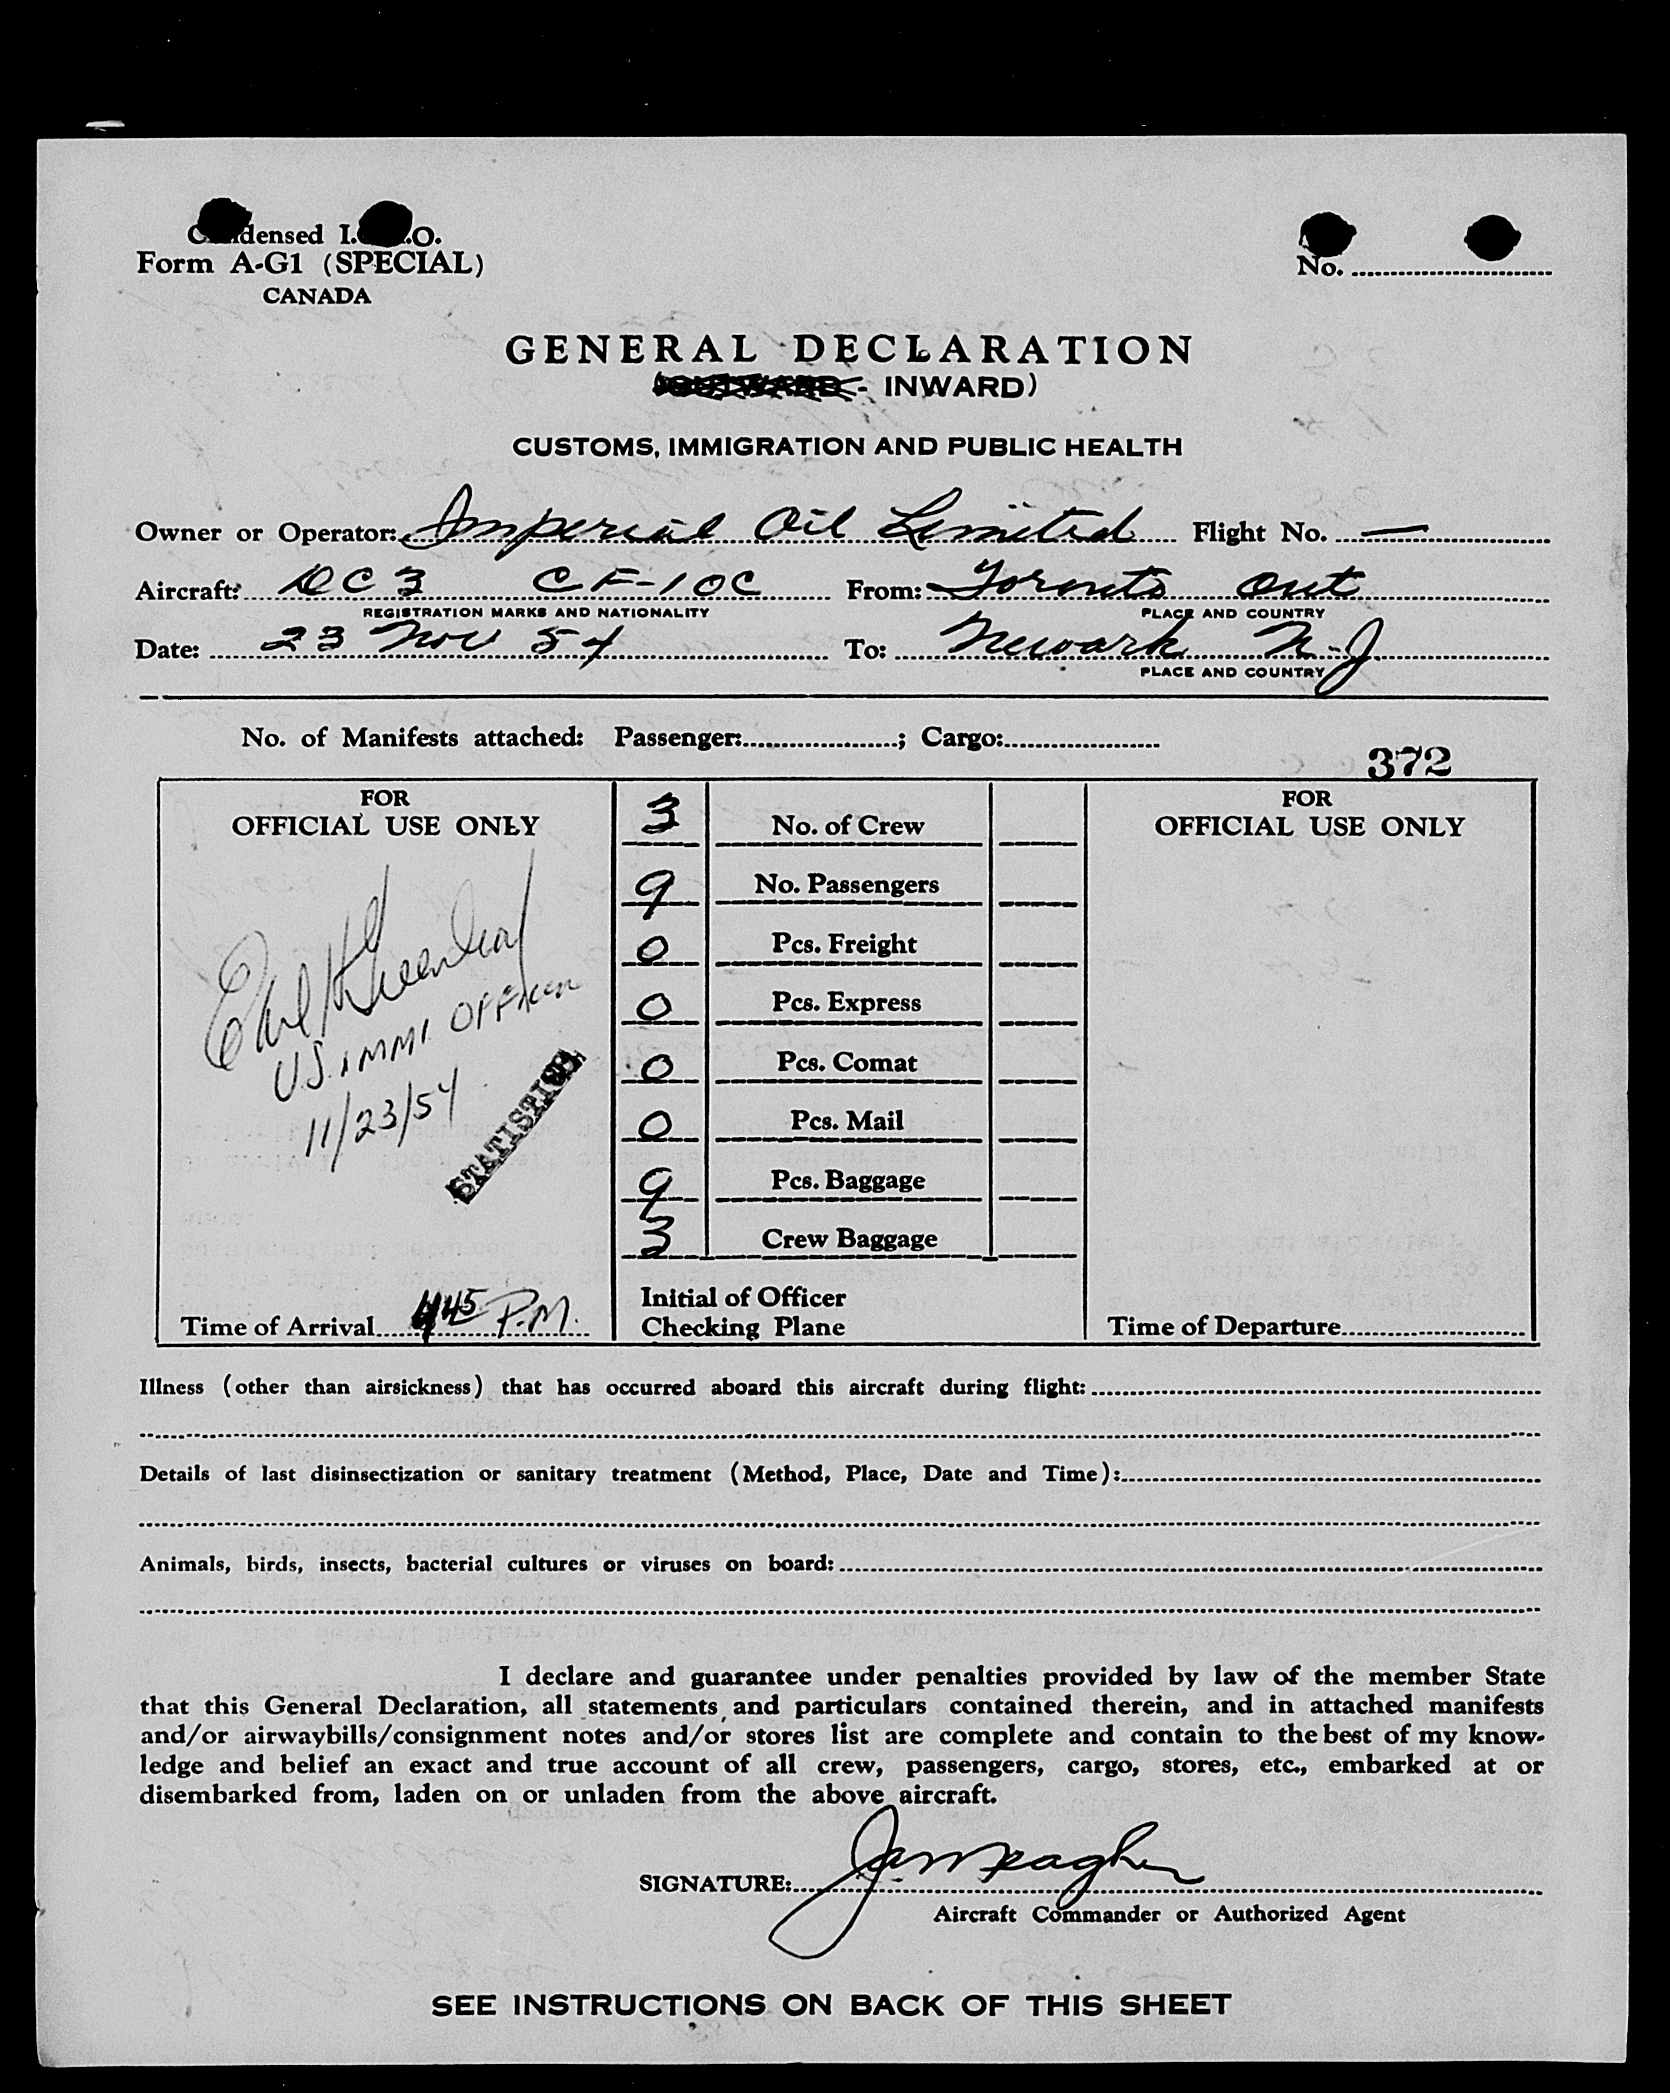 Condensed I. .O.
Form A-G1 (SPECIAL)
CANADA
No.
GENERAL DECLARATION
(OUTWARD - INWARD)
CUSTOMS, IMMIGRATION AND PUBLIC HEALTH
Owner or Operator: Imperial Oil Limited Flight No. —
Aircraft: DC3 CF-IOC From: Toronto Ont
REGISTRATION MARKS AND NATIONALITY PLACE AND COUNTRY
Date: 23 Nov 54 To: Newark N.J.
PLACE AND COUNTRY
No. of Manifests attached: Passenger: ; Cargo:
372
FOR
OFFICIAL USE ONLY
Earl H
U.S. IMMI. OFFICER
11/23/54
STATISTICS
Time of Arrival 445 P.M.
3 No. of Crew
9 No. Passengers
0 Pcs. Freight
0 Pcs. Express
0 Pcs. Comat
0 Pcs. Mail
9 Pcs. Baggage
3 Crew Baggage
Initial of Officer
Checking Plane
FOR
OFFICIAL USE ONLY
Time of Departure
Illness (other than airsickness) that has occurred aboard this aircraft during flight:
Details of last disinsectization or sanitary treatment (Method, Place, Date and Time):
Animals, birds, insects, bacterial cultures or viruses on board:
I declare and guarantee under penalties provided by law of the member State
that this General Declaration, all statements and particulars contained therein, and in attached manifests
and/or airwaybills/consignment notes and/or stores list are complete and contain to the best of my know-
ledge and belief an exact and true account of all crew, passengers, cargo, stores, etc., embarked at or
disembarked from, laden on or unladen from the above aircraft.
SIGNATURE:
Aircraft Commander or Authorized Agent
SEE INSTRUCTIONS ON BACK OF THIS SHEET